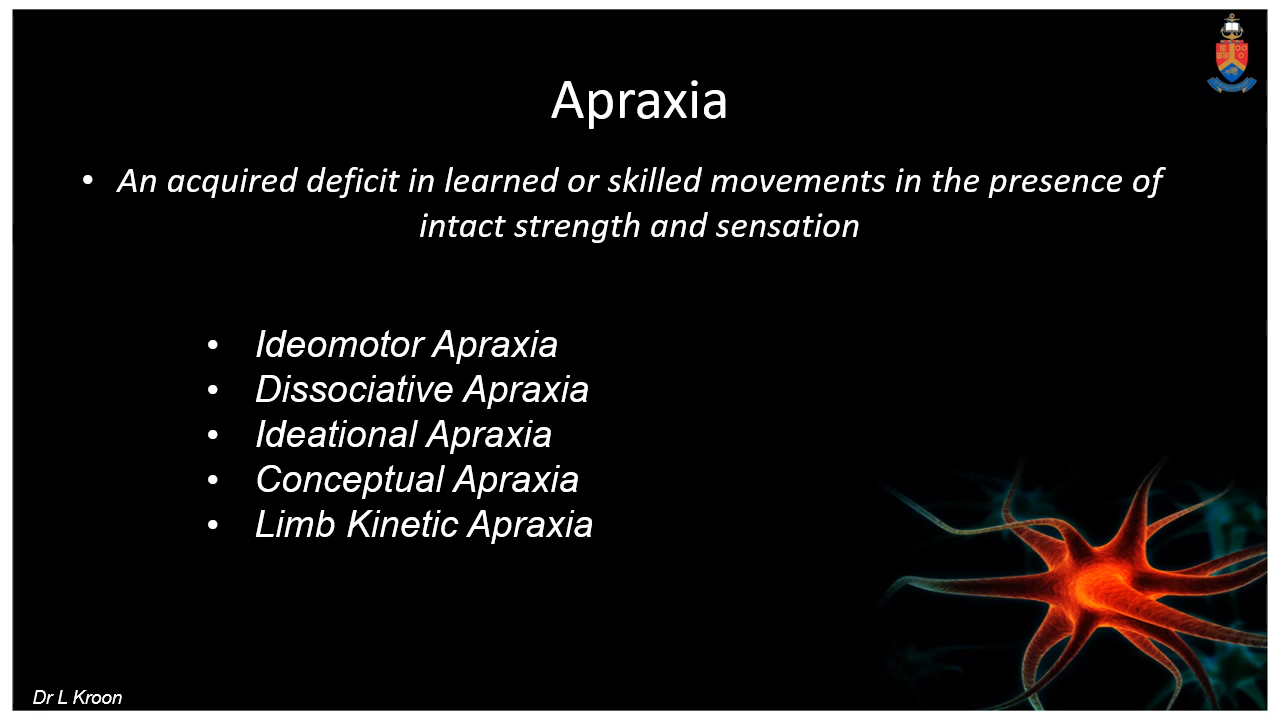 Apraxia
• An acquired deficit in learned or skilled movements in the presence of
intact strength and sensation
• Ideomotor Apraxia
• Dissociative Apraxia
• Ideational Apraxia
• Conceptual Apraxia
• Limb Kinetic Apraxia
Dr L Kroon